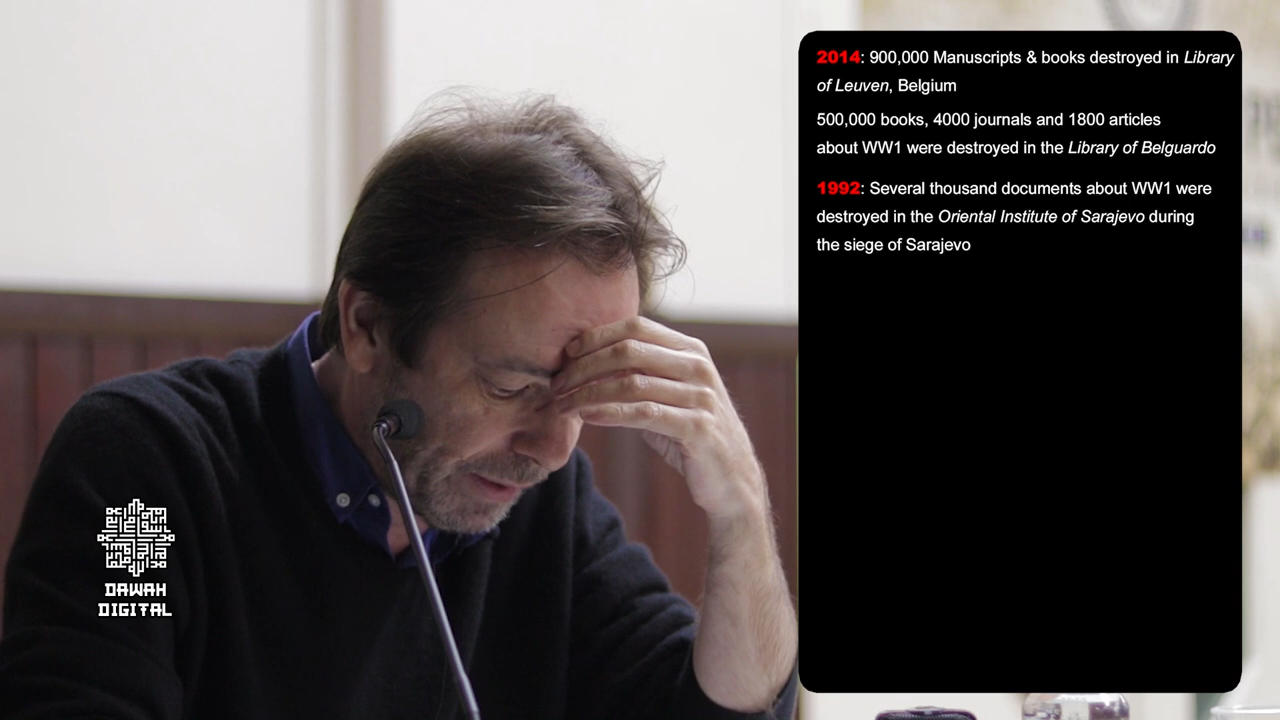 2014: 900,000 Manuscripts & books destroyed in Library
of Leuven, Belgium
500,000 books, 4000 journals and 1800 articles
about WW1 were destroyed in the Library of Belguardo
1992: Several thousand documents about WW1 were
destroyed in the Oriental Institute of Sarajevo during
the siege of Sarajevo
DAWAH
DIGITAL